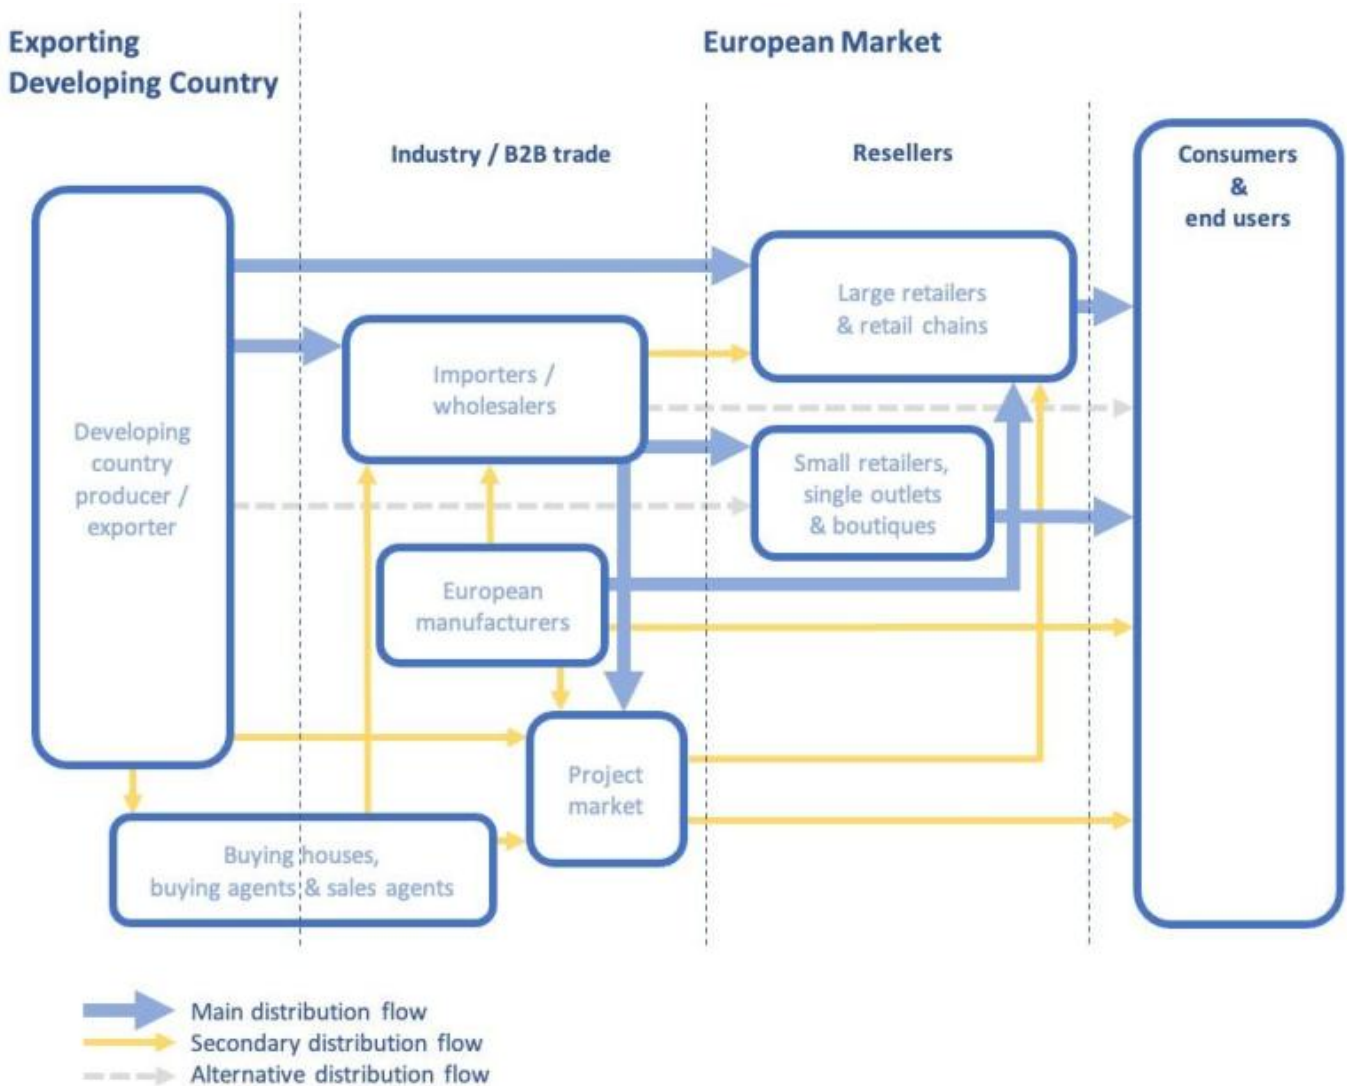 Exporting
Developing Country
European Market
Industry / B2B trade
Resellers
Consumers
&
end users
Large retailers
& retail chains
Importers /
wholesalers
Developing
country
producer /
exporter
Small retailers,
single outlets
& boutiques
European
manufacturers
Project
market
Buying houses,
buying agents & sales agents
Main distribution flow
Secondary distribution flow
Alternative distribution flow